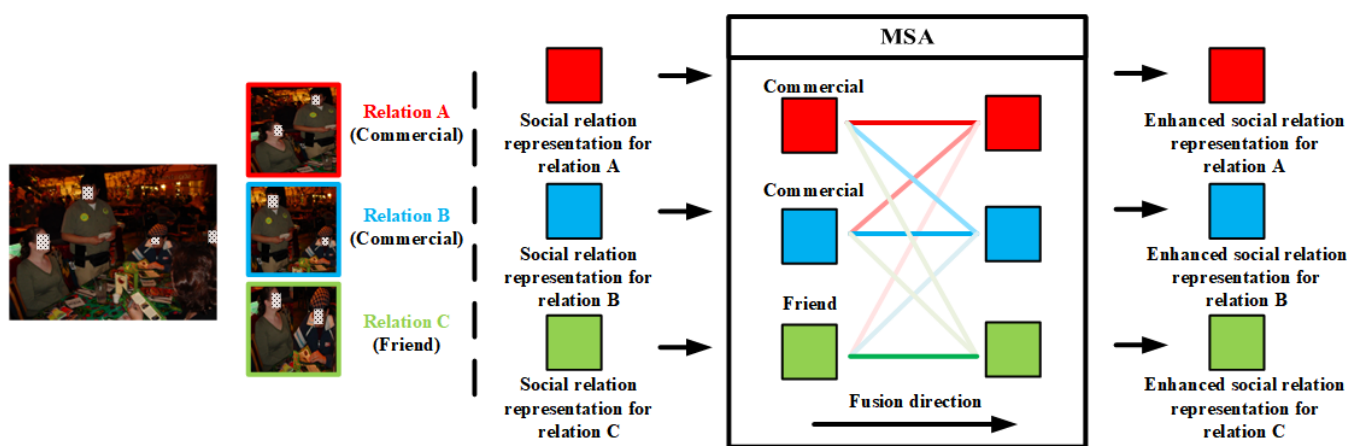 Relation A
(Commercial)
Relation B
(Commercial)
Relation C
(Friend)
Social relation
representation for
relation A
Social relation
representation for
relation B
Social relation
representation for
relation C
MSA
Commercial
Commercial
Friend
Fusion direction
Enhanced social relation
representation for
relation A
Enhanced social relation
representation for
relation B
Enhanced social relation
representation for
relation C